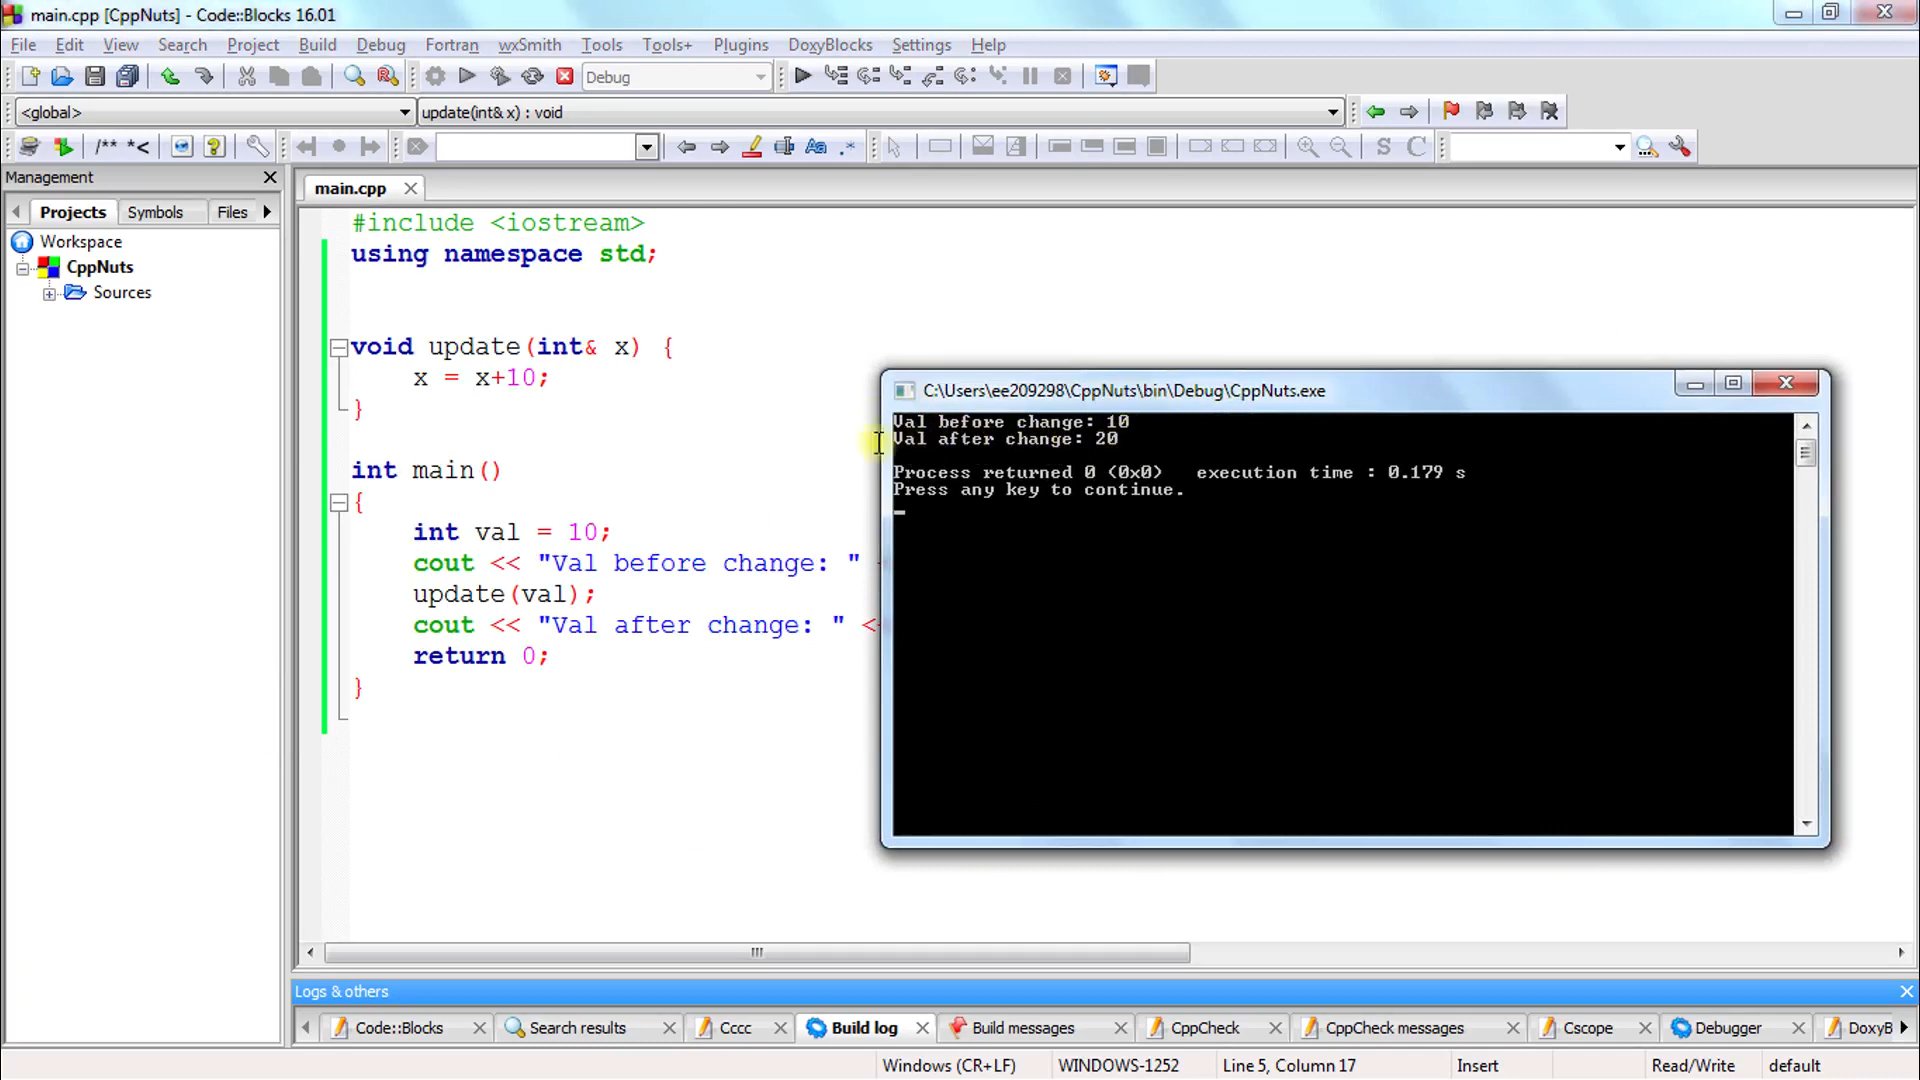 main.cpp [CppNuts] - Code::Blocks 16.01
File Edit View Search Project Build Debug Fortran wxSmith Tools Tools+ Plugins DoxyBlocks Settings Help
Debug
<global> update(int& x) : void
/** *<
S C
Management
Projects Symbols Files
Workspace
CppNuts
Sources
main.cpp
#include <iostream>
using namespace std;
void update(int& x) {
x = x+10;
}
int main()
{
int val = 10;
cout << "Val before change: "
update(val);
cout << "Val after change: " <
return 0;
}
C:\Users\ee209298\CppNuts\bin\Debug\CppNuts.exe
Val before change: 10
Val after change: 20
Process returned 0 (0x0)   execution time : 0.179 s
Press any key to continue.
Logs & others
Code::Blocks Search results Cccc Build log Build messages CppCheck CppCheck messages Cscope Debugger DoxyB
Windows (CR+LF) WINDOWS-1252 Line 5, Column 17 Insert Read/Write default